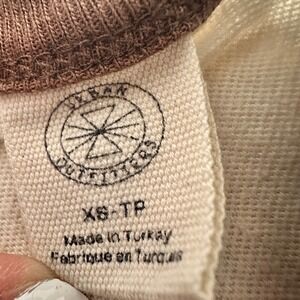 URBAN
OUTFITTERS
XS-TP
Made in Turkey
Fabriqué en Turquie